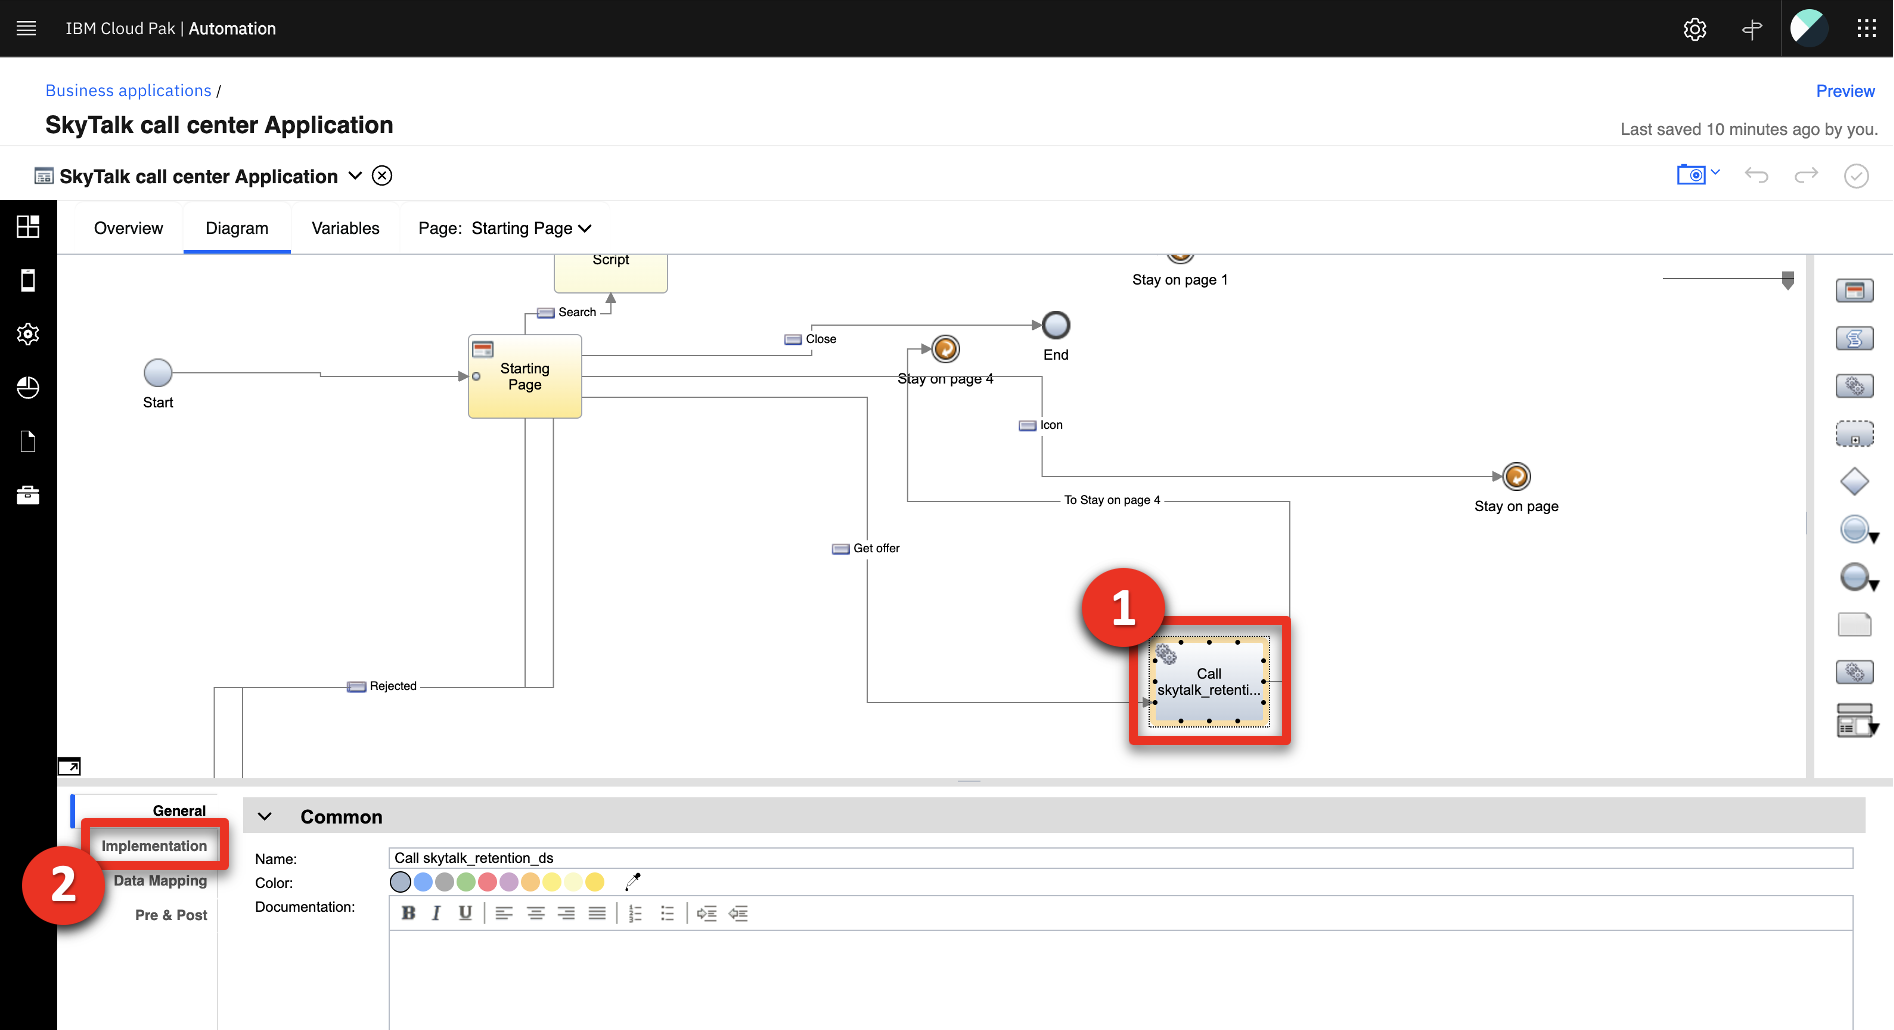 IBM Cloud Pak | Automation
Business applications /
Preview
SkyTalk call center Application
Last saved 10 minutes ago by you.
SkyTalk call center Application
Overview
Diagram
Variables
Page: Starting Page
Script
Stay on page 1
Search
Close
End
Starting
Page
Stay on page 4
Start
Icon
To Stay on page 4
Stay on page
Get offer
1
Call
skytalk_retenti...
Rejected
General
Implementation
Data Mapping
Pre & Post
2
Common
Name:
Call skytalk_retention_ds
Color:
Documentation:
B I U